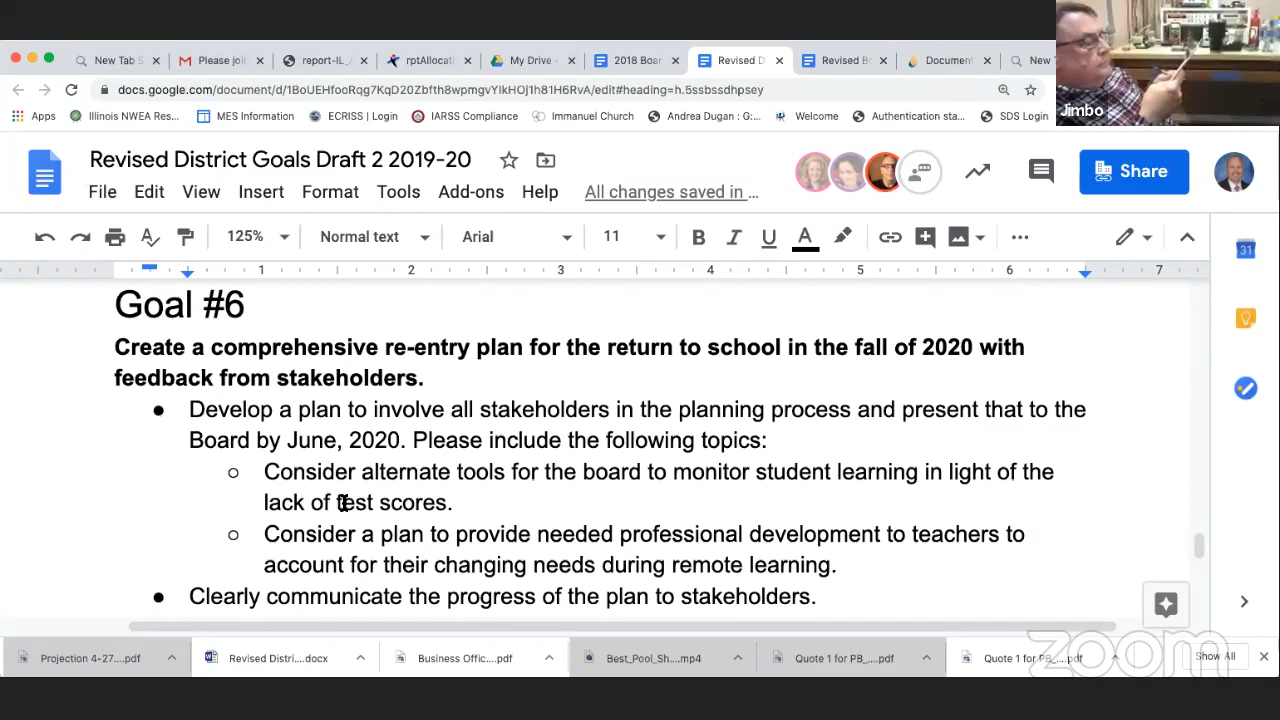 New Tab S
Please joi
report-IL_
rptAllocati
My Drive -
2018 Boar
Revised D
Revised B
Document
New T
docs.google.com/document/d/1BoUEHfooRqg7KqD20Zbfth8wpmgvYlkHOj1h81H6RvA/edit#heading=h.5ssbssdhpsey
Jimbo
Apps
Illinois NWEA Res...
MES Information
ECRISS | Login
IARSS Compliance
Immanuel Church
Andrea Dugan : G:...
Welcome
Authentication sta...
SDS Login
Revised District Goals Draft 2 2019-20
Share
File Edit View Insert Format Tools Add-ons Help All changes saved in ...
125% Normal text Arial 11 B I U A
31
1 2 3 4 5 6 7
Goal #6
Create a comprehensive re-entry plan for the return to school in the fall of 2020 with
feedback from stakeholders.
● Develop a plan to involve all stakeholders in the planning process and present that to the
Board by June, 2020. Please include the following topics:
○ Consider alternate tools for the board to monitor student learning in light of the
lack of test scores.
○ Consider a plan to provide needed professional development to teachers to
account for their changing needs during remote learning.
● Clearly communicate the progress of the plan to stakeholders.
zoom
Projection 4-27....pdf
Revised Distri....docx
Business Offic....pdf
Best_Pool_Sh....mp4
Quote 1 for PB_....pdf
Quote 1 for PB_....pdf
Show All